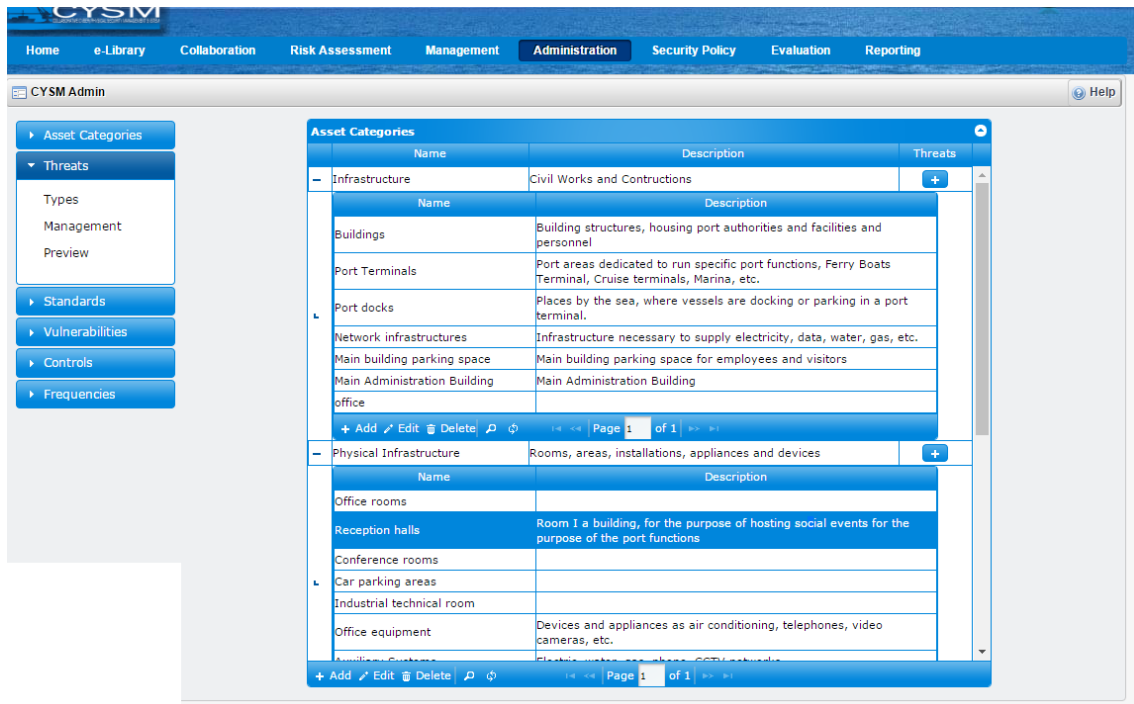 CYSM
Home e-Library Collaboration Risk Assessment Management Administration Security Policy Evaluation Reporting
CYSM Admin
Help
Asset Categories
Threats
Types
Management
Preview
Standards
Vulnerabilities
Controls
Frequencies
Asset Categories
Name Description Threats
Infrastructure Civil Works and Contructions +
Name Description
Buildings Building structures, housing port authorities and facilities and
personnel
Port Terminals Port areas dedicated to run specific port functions, Ferry Boats
Terminal, Cruise terminals, Marina, etc.
Port docks Places by the sea, where vessels are docking or parking in a port
terminal.
Network infrastructures Infrastructure necessary to supply electricity, data, water, gas, etc.
Main building parking space Main building parking space for employees and visitors
Main Administration Building Main Administration Building
office
+ Add Edit Delete Page 1 of 1
Physical Infrastructure Rooms, areas, installations, appliances and devices +
Name Description
Office rooms
Reception halls Room I a building, for the purpose of hosting social events for the
purpose of the port functions
Conference rooms
Car parking areas
Industrial technical room
Office equipment Devices and appliances as air conditioning, telephones, video
cameras, etc.
Auxiliary Systems Electric, water, gas, phone, CCTV networks
+ Add Edit Delete Page 1 of 1